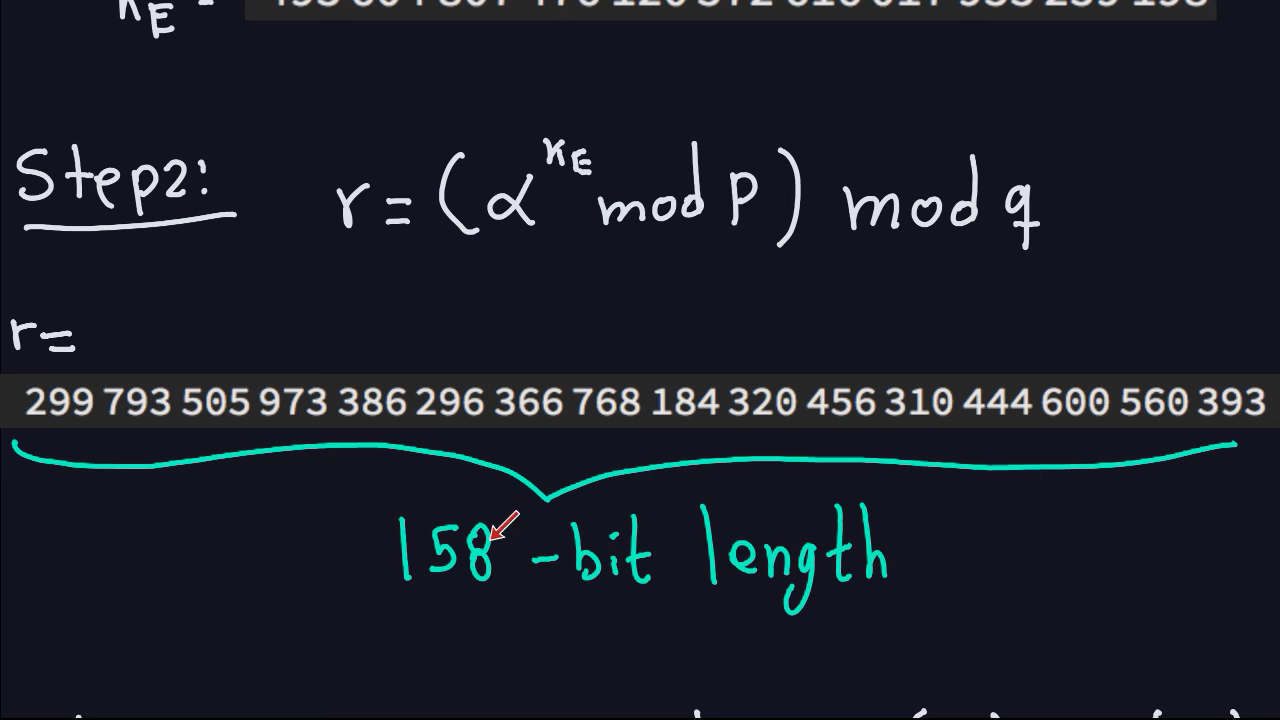 K_E
Step2: r = (α^{K_E} mod p) mod q
r =
299 793 505 973 386 296 366 768 184 320 456 310 444 600 560 393
158 - bit length